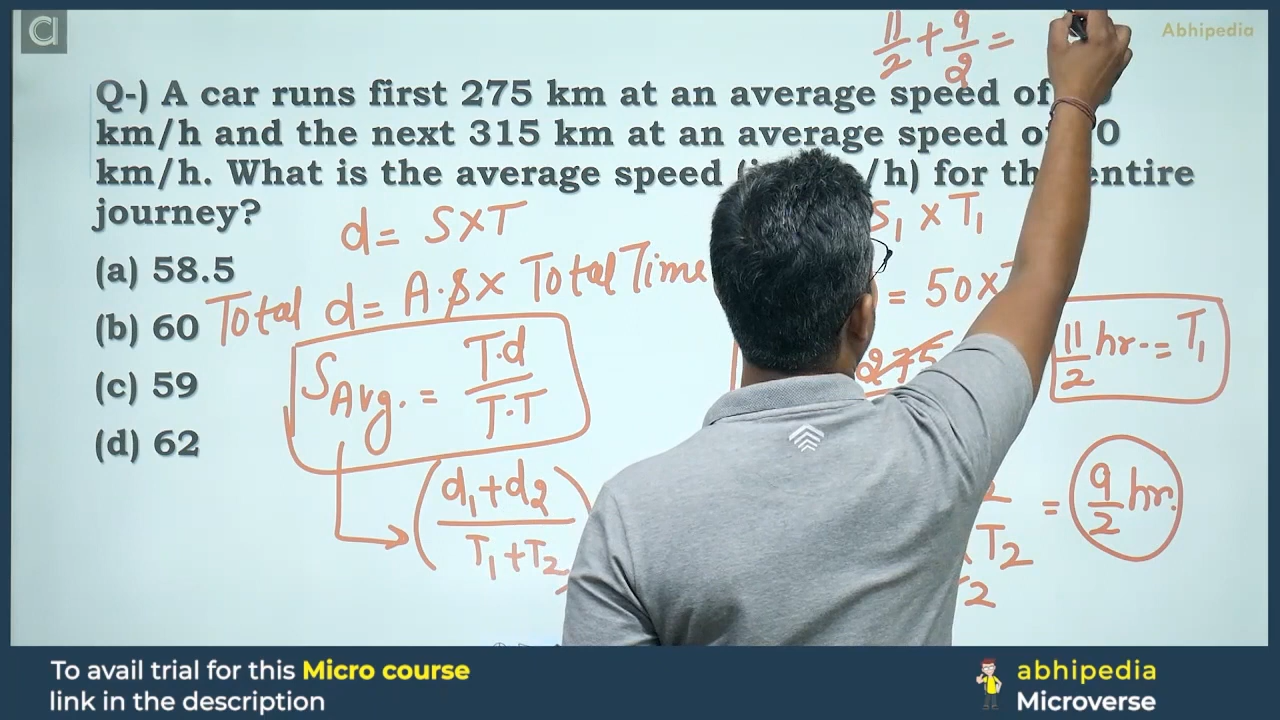 Abhipedia
11/2 + 9/2 =
Q-) A car runs first 275 km at an average speed of
km/h and the next 315 km at an average speed of 0
km/h. What is the average speed /h) for the entire
journey?
d = S×T
S₁ × T₁
(a) 58.5
Total d = A.S × Total Time
= 50×
(b) 60
S Avg. = T.d / T.T
275
11/2 hr. = T₁
(c) 59
(d) 62
(d₁+d₂ / T₁+T₂
T₂
2
= 9/2 hr.
To avail trial for this Micro course
link in the description
abhipedia
Microverse